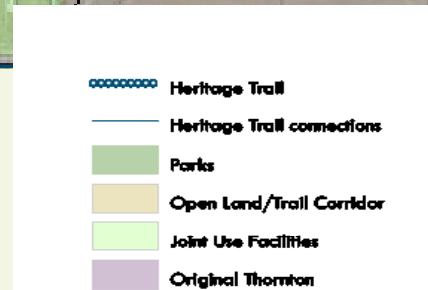 Heritage Trail
Heritage Trail connections
Parks
Open Land/Trail Corridor
Joint Use Facilities
Original Thornton